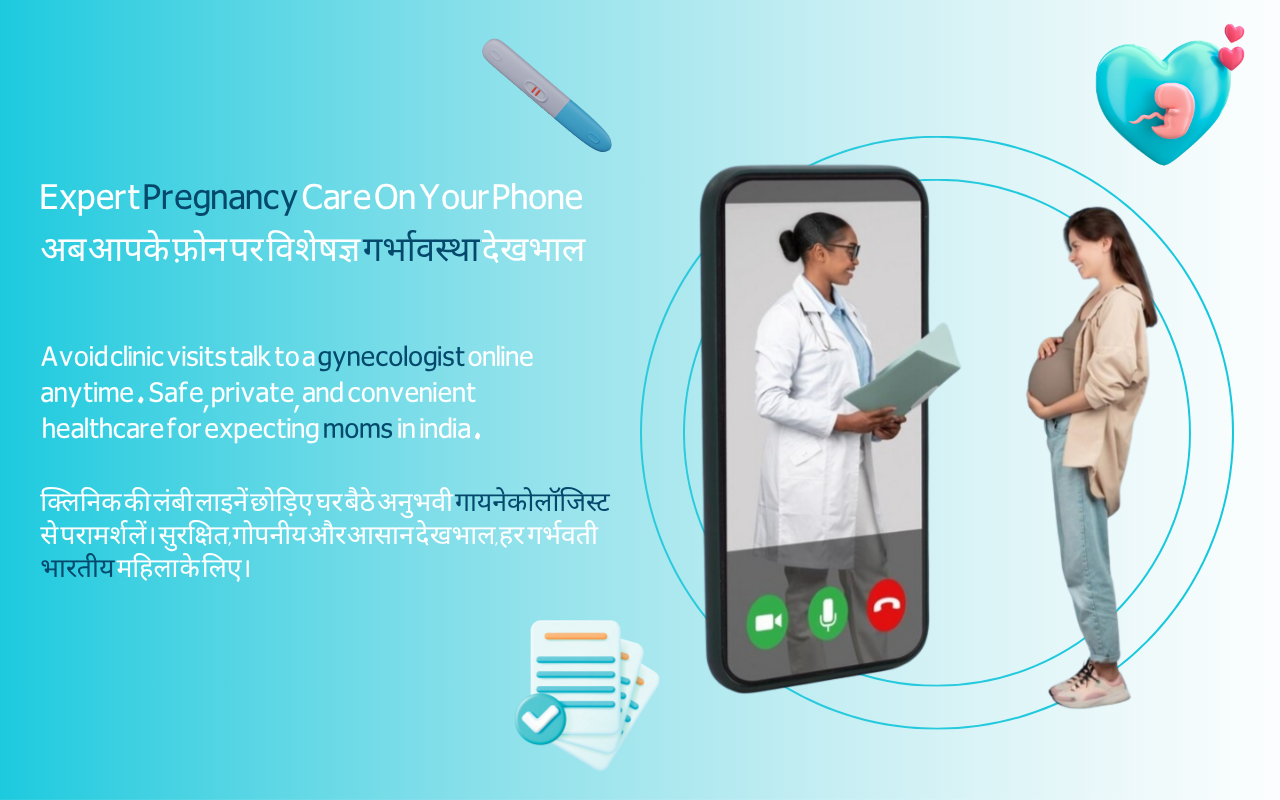 Expert Pregnancy Care On Your Phone
अब आपके फ़ोन पर विशेषज्ञ गर्भावस्था देखभाल
Avoid clinic visits talk to a gynecologist online
anytime . Safe, private, and convenient
healthcare for expecting moms in india .
क्लिनिक की लंबी लाइनें छोड़िए घर बैठे अनुभवी गायनेकोलॉजिस्ट
से परामर्श लें। सुरक्षित,गोपनीय और आसान देखभाल,हर गर्भवती
भारतीय महिला के लिए।